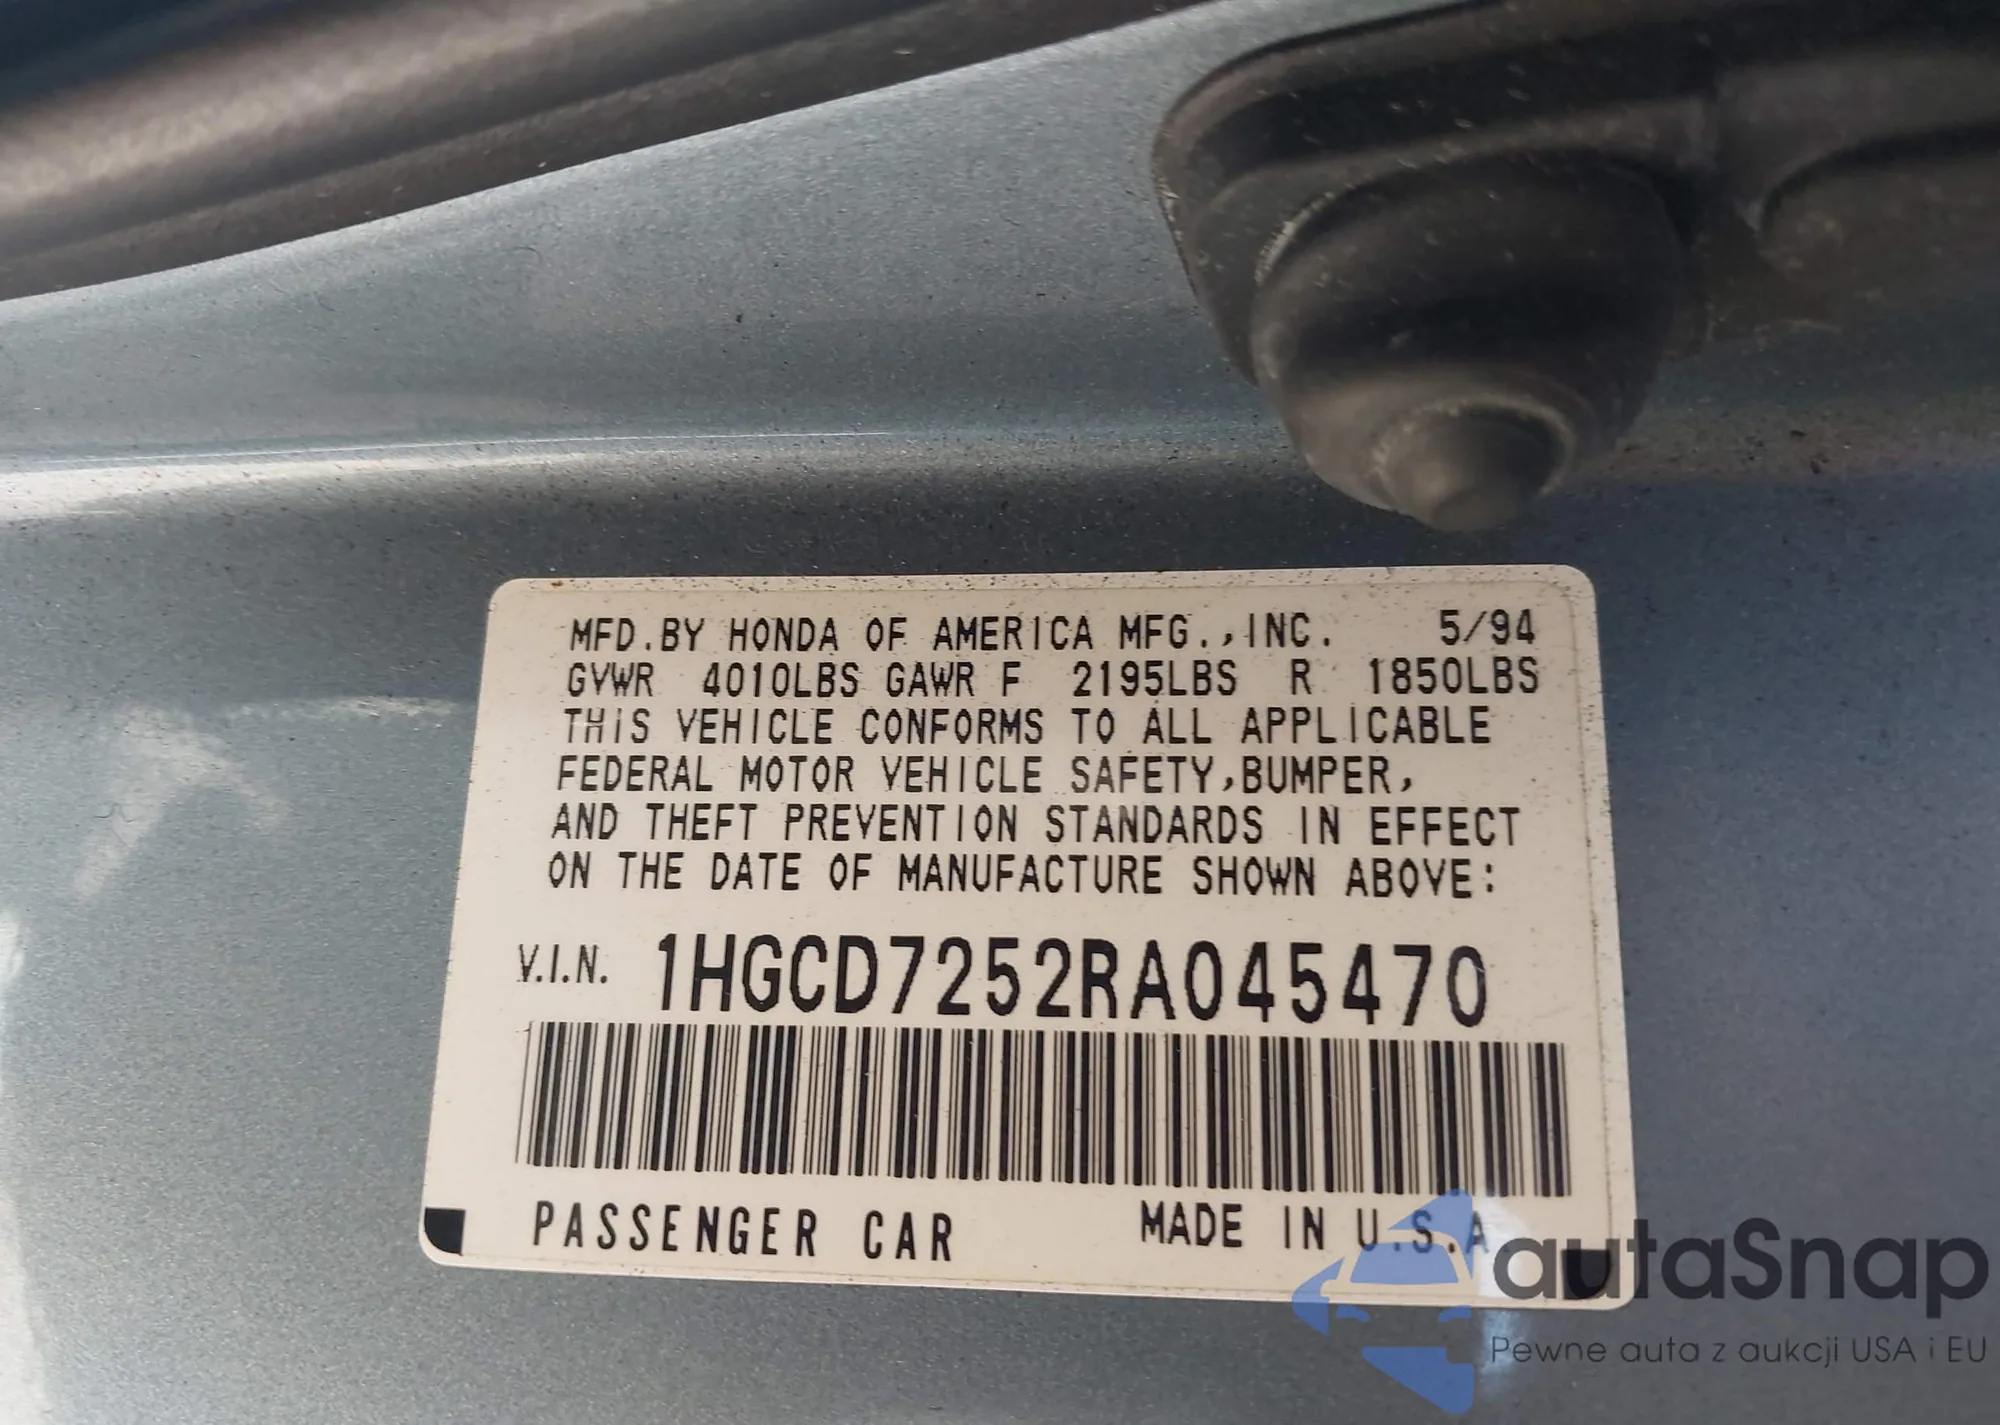 MFD.BY HONDA OF AMERICA MFG.,INC. 5/94
GVWR 4010LBS GAWR F 2195LBS R 1850LBS
THIS VEHICLE CONFORMS TO ALL APPLICABLE
FEDERAL MOTOR VEHICLE SAFETY,BUMPER,
AND THEFT PREVENTION STANDARDS IN EFFECT
ON THE DATE OF MANUFACTURE SHOWN ABOVE:
V.I.N. 1HGCD7252RA045470
PASSENGER CAR MADE IN U.S.A
autaSnap
Pewne auta z aukcji USA i EU